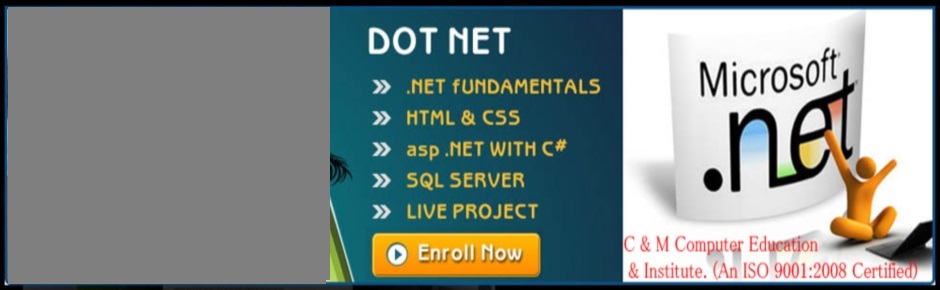 DOT NET
.NET fUNDAMENTALS
HTML & CSS
asp .NET WITH C#
SQL SERVER
LIVE PROJECT
Enroll Now
Microsoft
.net
C & M Computer Education
& Institute. (An ISO 9001:2008 Certified)